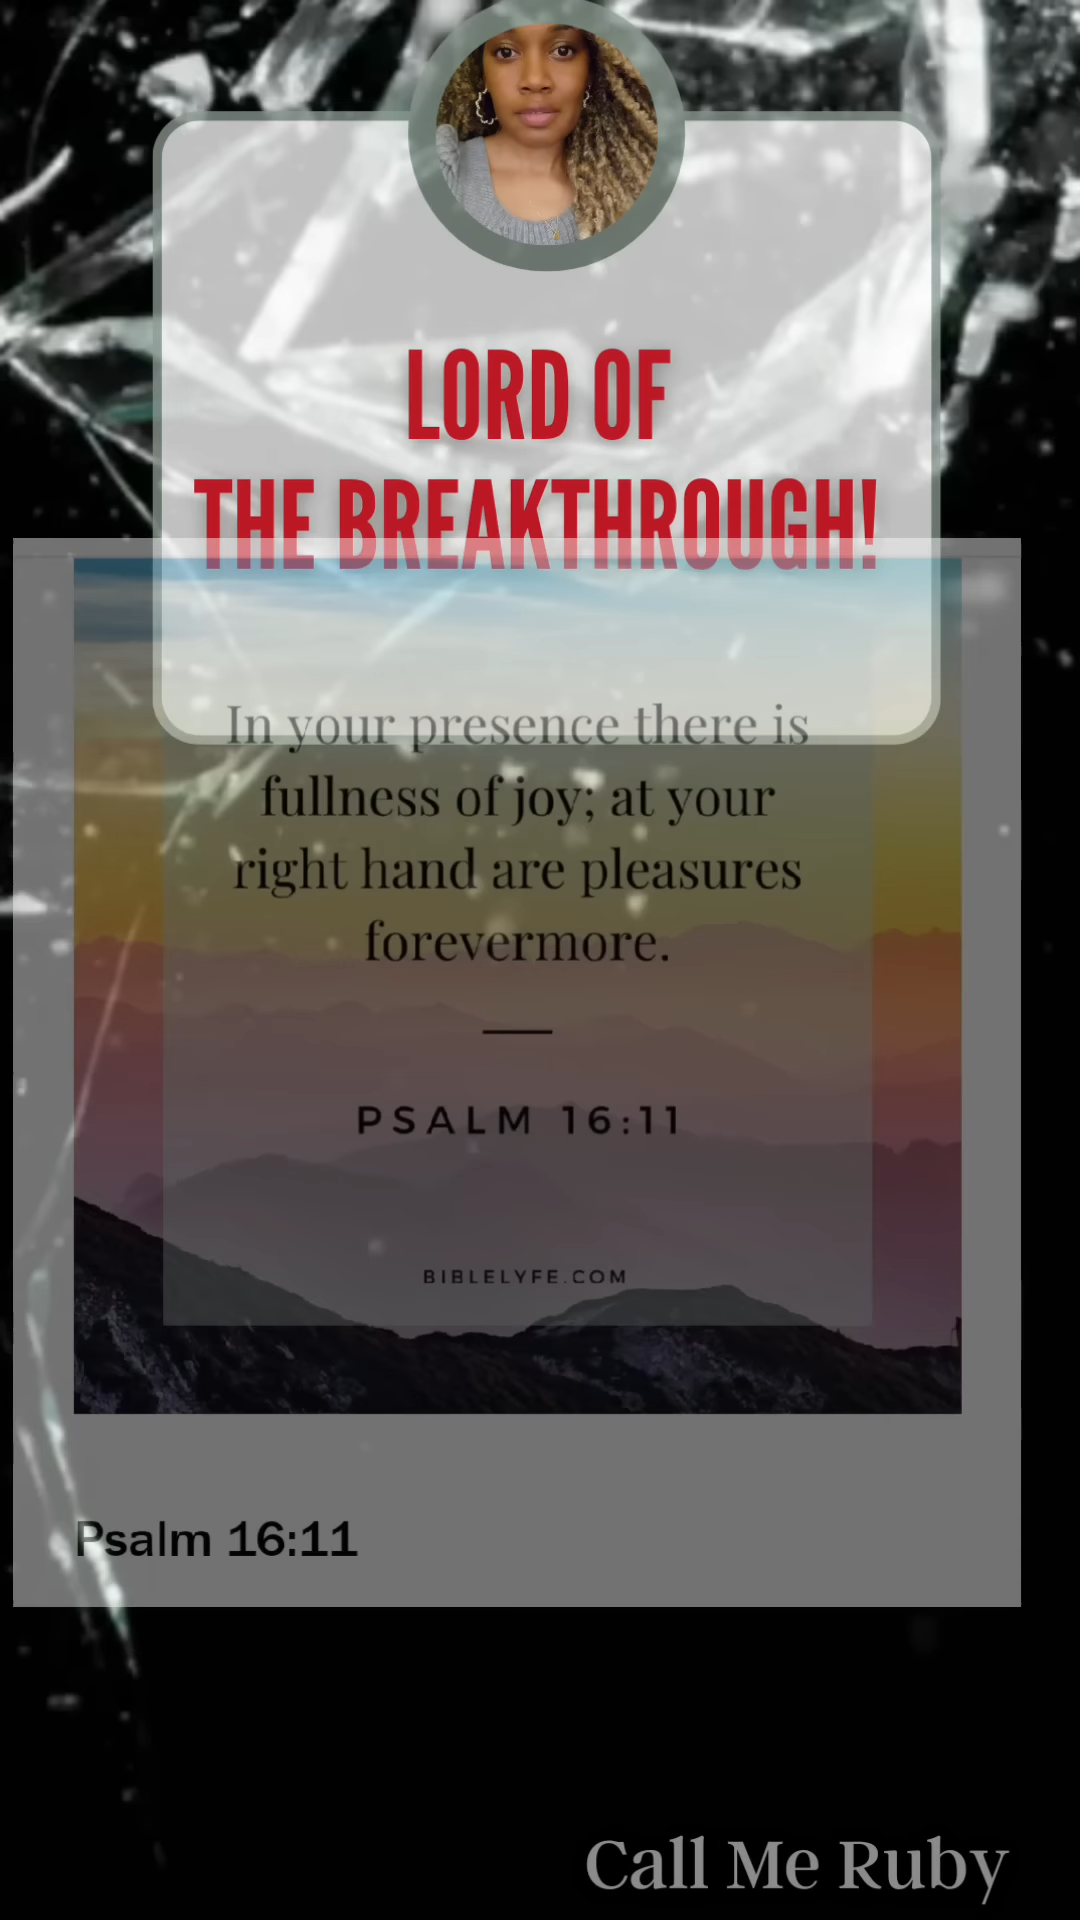 LORD OF
THE BREAKTHROUGH!
In your presence there is
fullness of joy; at your
right hand are pleasures
forevermore.
PSALM 16:11
BIBLELYFE.COM
Psalm 16:11
Call Me Ruby